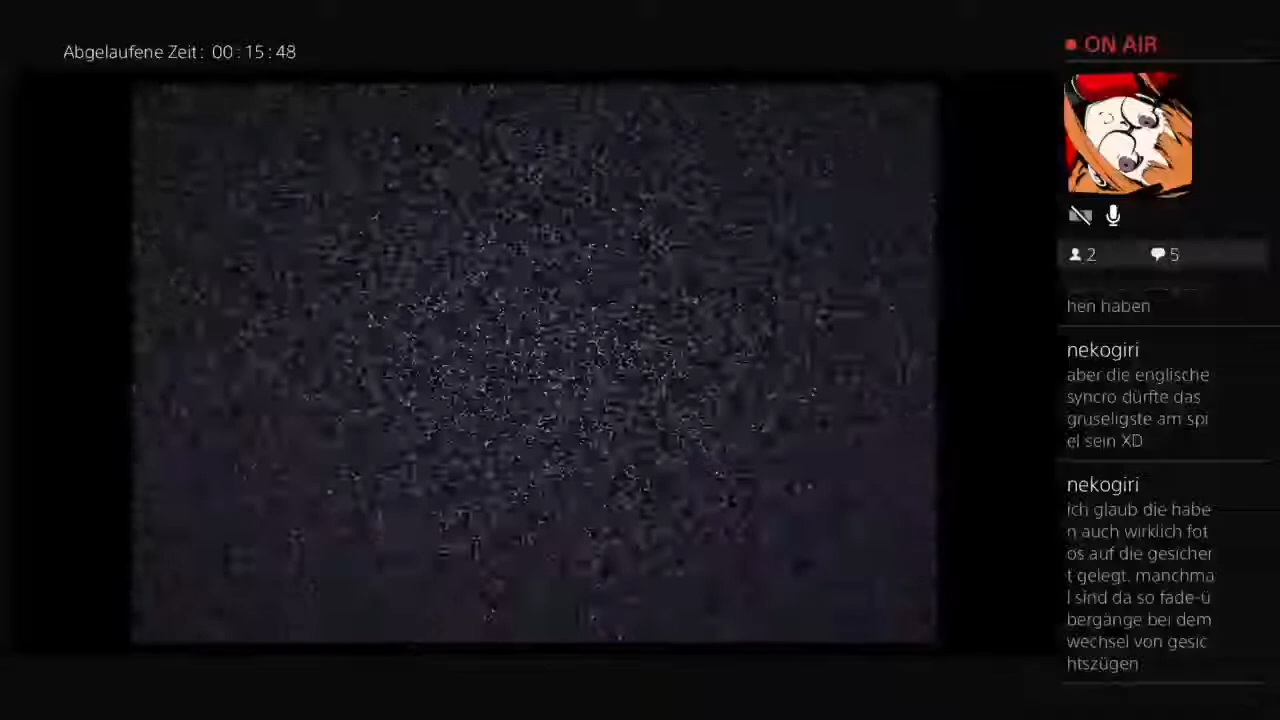 Abgelaufene Zeit: 00:15:48
ON AIR
2
5
hen haben
nekogiri
aber die englische
syncro dürfte das
gruseligste am spi
el sein XD
nekogiri
ich glaub die habe
n auch wirklich fot
os auf die gesicher
t gelegt. manchma
l sind da so fade-ü
bergänge bei dem
wechsel von gesic
htszügen